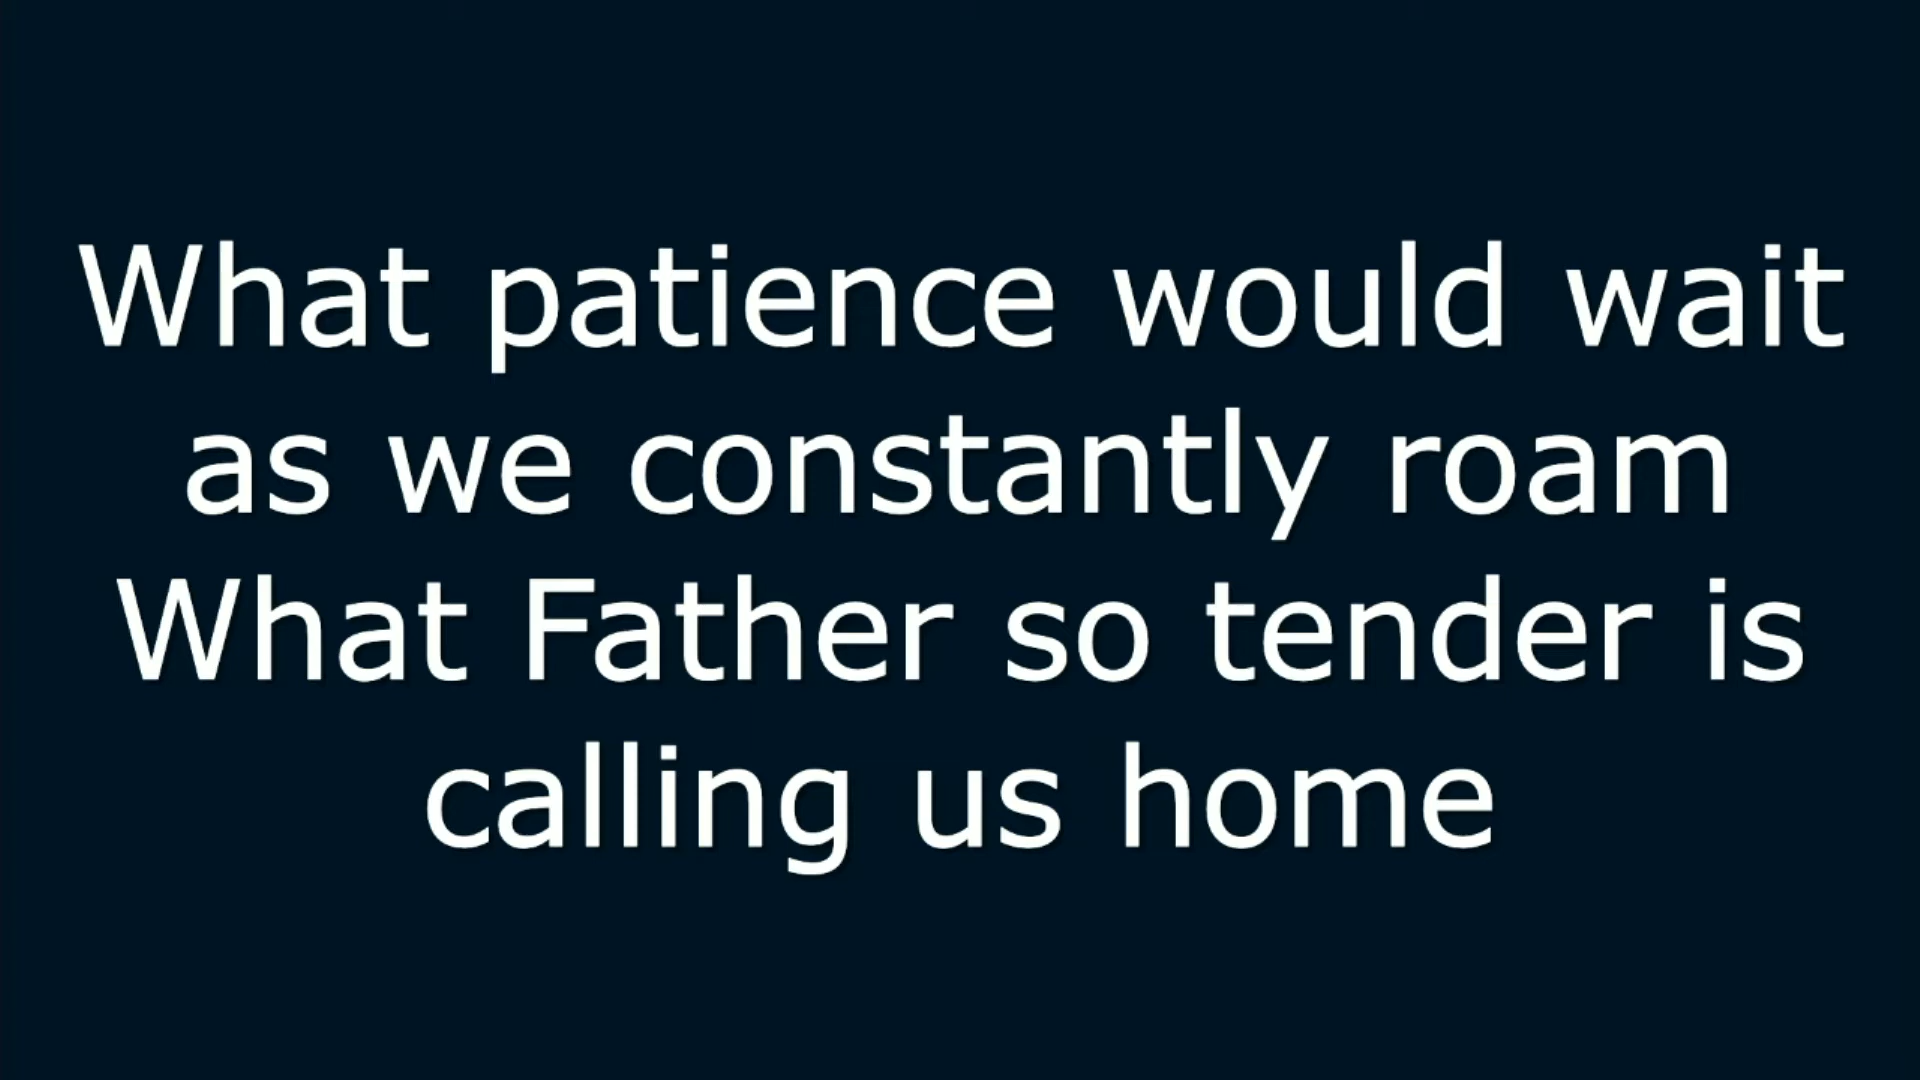 What patience would wait
as we constantly roam
What Father so tender is
calling us home